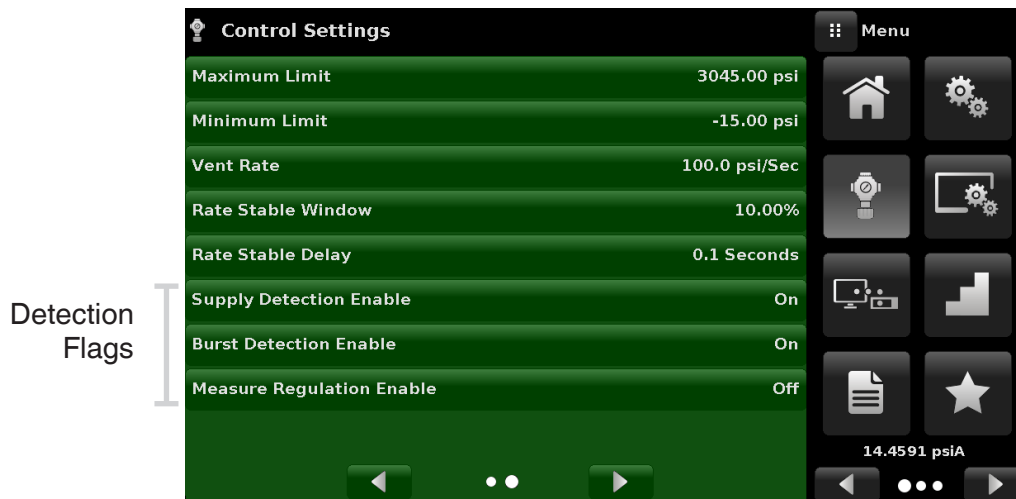 Control Settings
Menu
Maximum Limit 3045.00 psi
Minimum Limit -15.00 psi
Vent Rate 100.0 psi/Sec
Rate Stable Window 10.00%
Rate Stable Delay 0.1 Seconds
Detection
Flags
Supply Detection Enable On
Burst Detection Enable On
Measure Regulation Enable Off
14.4591 psiA